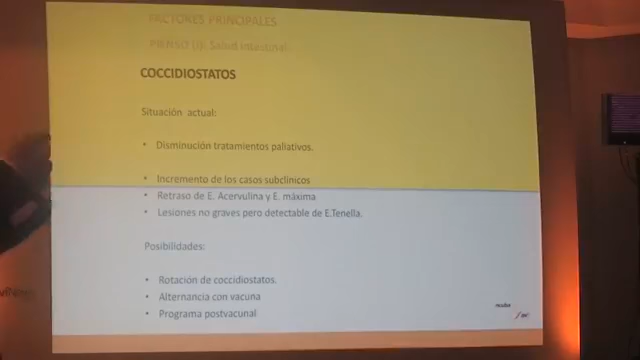 FACTORES PRINCIPALES
PIENSO (I): Salud Intestinal.
COCCIDIOSTATOS
Situación actual:
• Disminución tratamientos paliativos.
• Incremento de los casos subclínicos
• Retraso de E. Acervulina y E. máxima
• Lesiones no graves pero detectable de E.Tenella.
Posibilidades:
• Rotación de coccidiostatos.
• Alternancia con vacuna
• Programa postvacunal